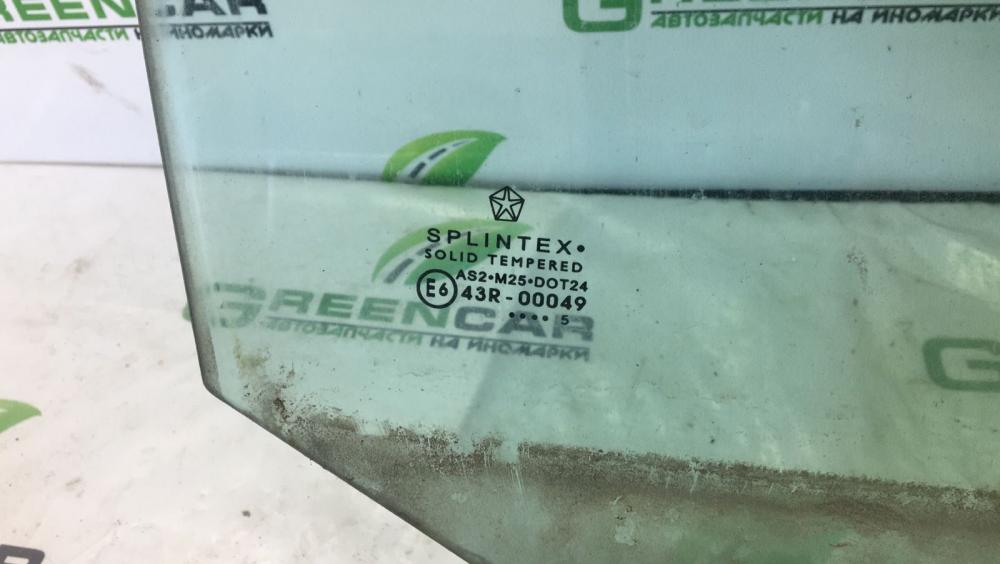 GREENCAR
АВТОЗАПЧАСТИ НА ИНОМАРКИ
SPLINTEX•
SOLID TEMPERED
AS2•M25•DOT24
E6 43R-00049
•••• 5
GREENCAR
АВТОЗАПЧАСТИ НА ИНОМАРКИ
АВТОЗАПЧАСТИ НА ИНОМАРКИ